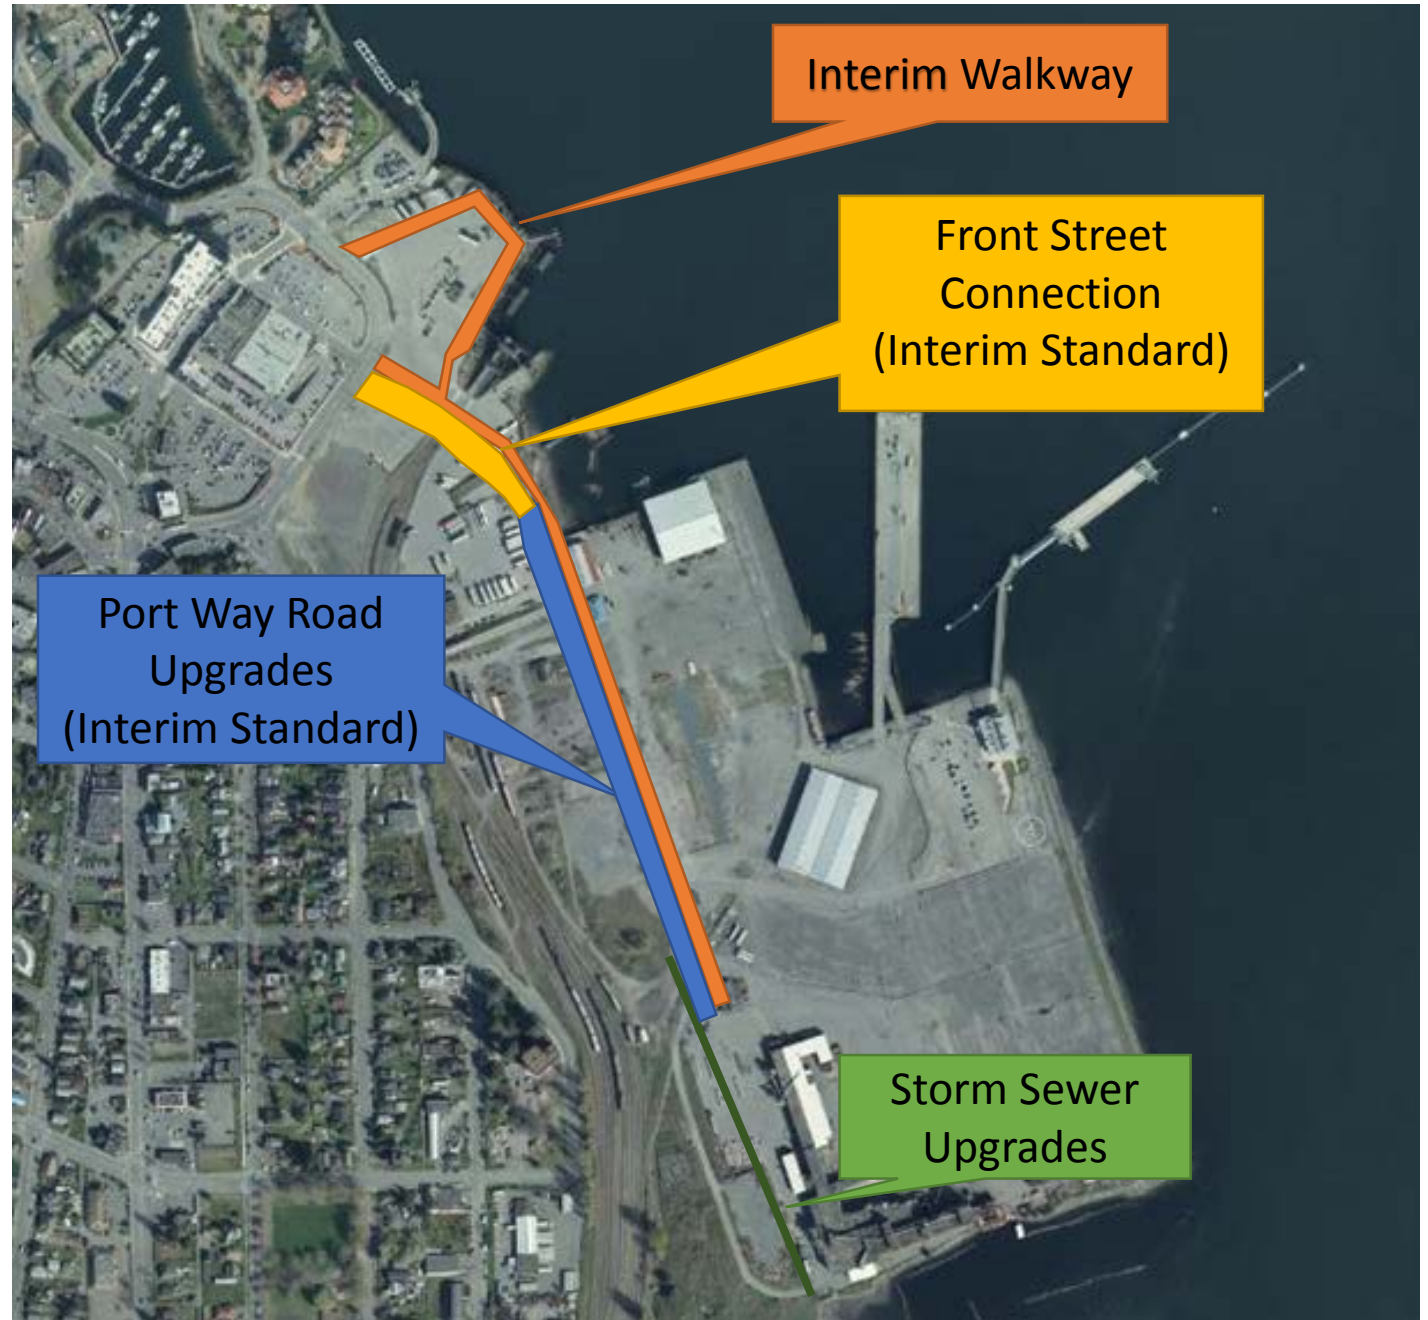 Interim Walkway
Front Street
Connection
(Interim Standard)
Port Way Road
Upgrades
(Interim Standard)
Storm Sewer
Upgrades